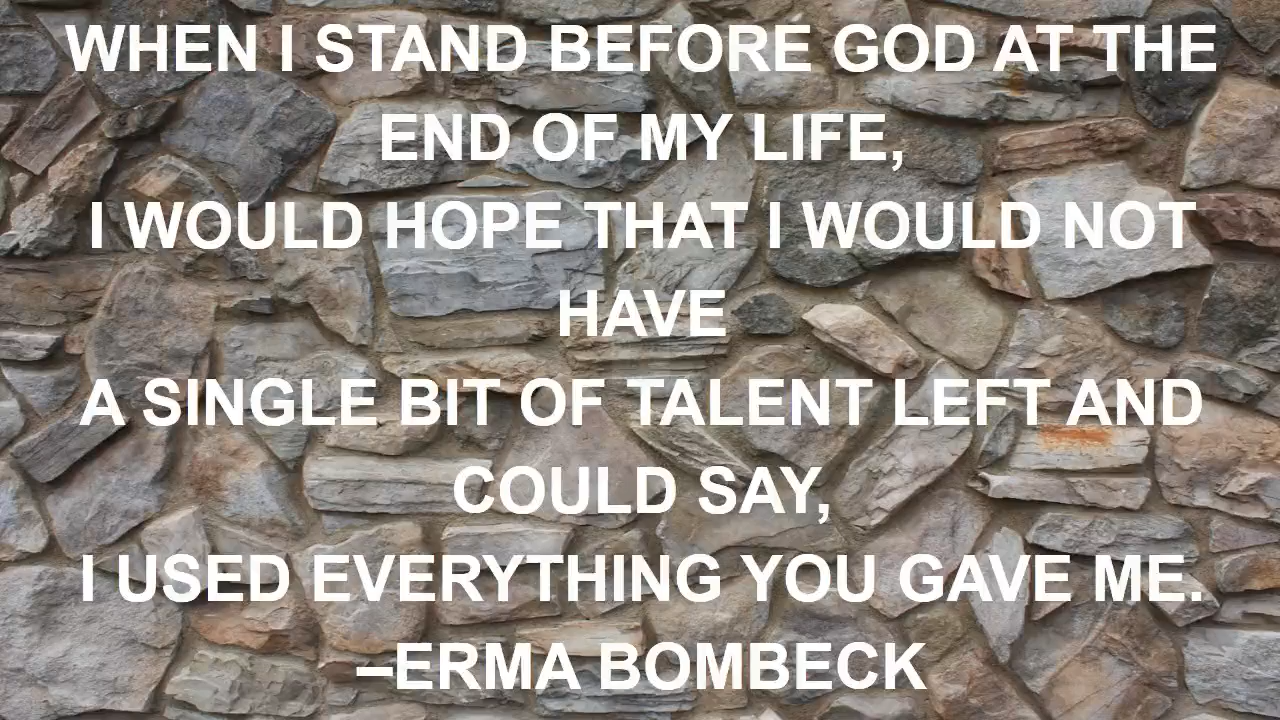 WHEN I STAND BEFORE GOD AT THE
END OF MY LIFE,
I WOULD HOPE THAT I WOULD NOT
HAVE
A SINGLE BIT OF TALENT LEFT AND
COULD SAY,
I USED EVERYTHING YOU GAVE ME.
–ERMA BOMBECK